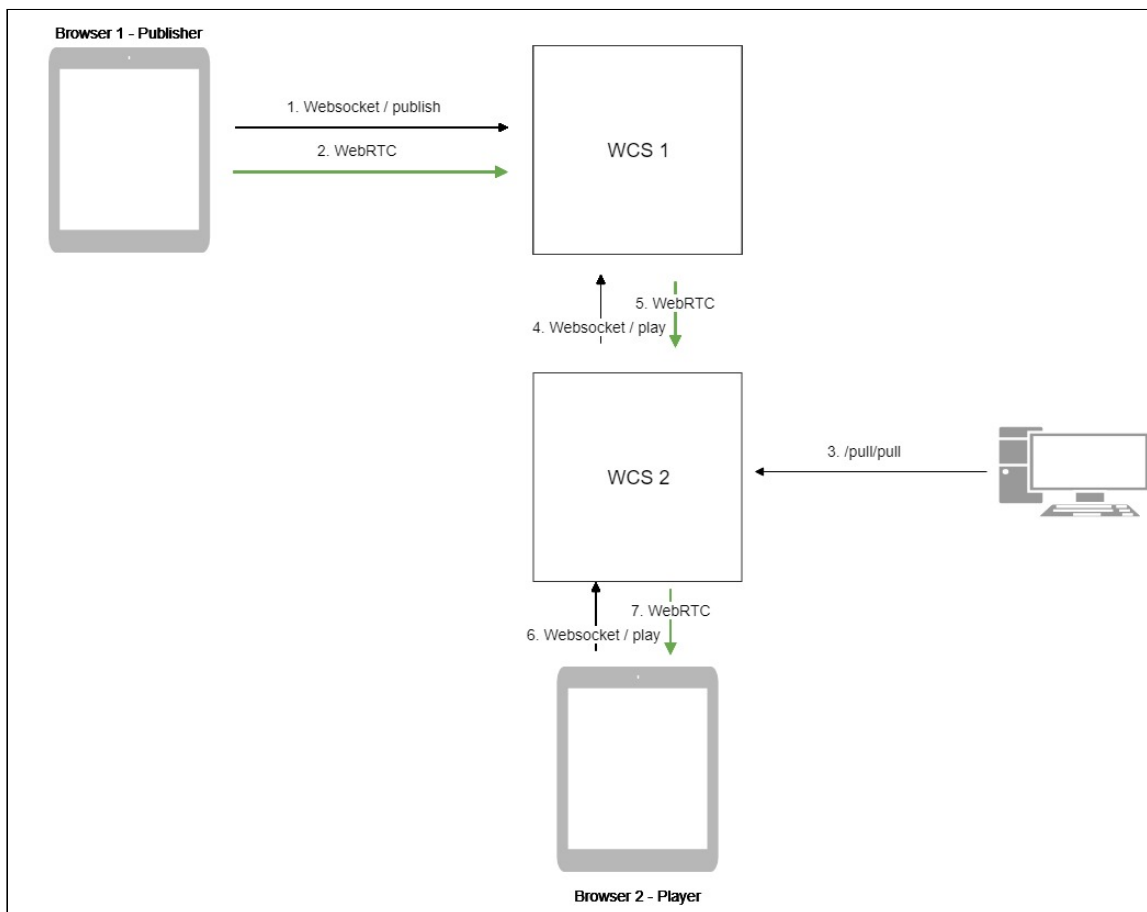 Browser 1 - Publisher
1. Websocket / publish
2. WebRTC
WCS 1
5. WebRTC
4. Websocket / play
WCS 2
3. /pull/pull
7. WebRTC
6. Websocket / play
Browser 2 - Player